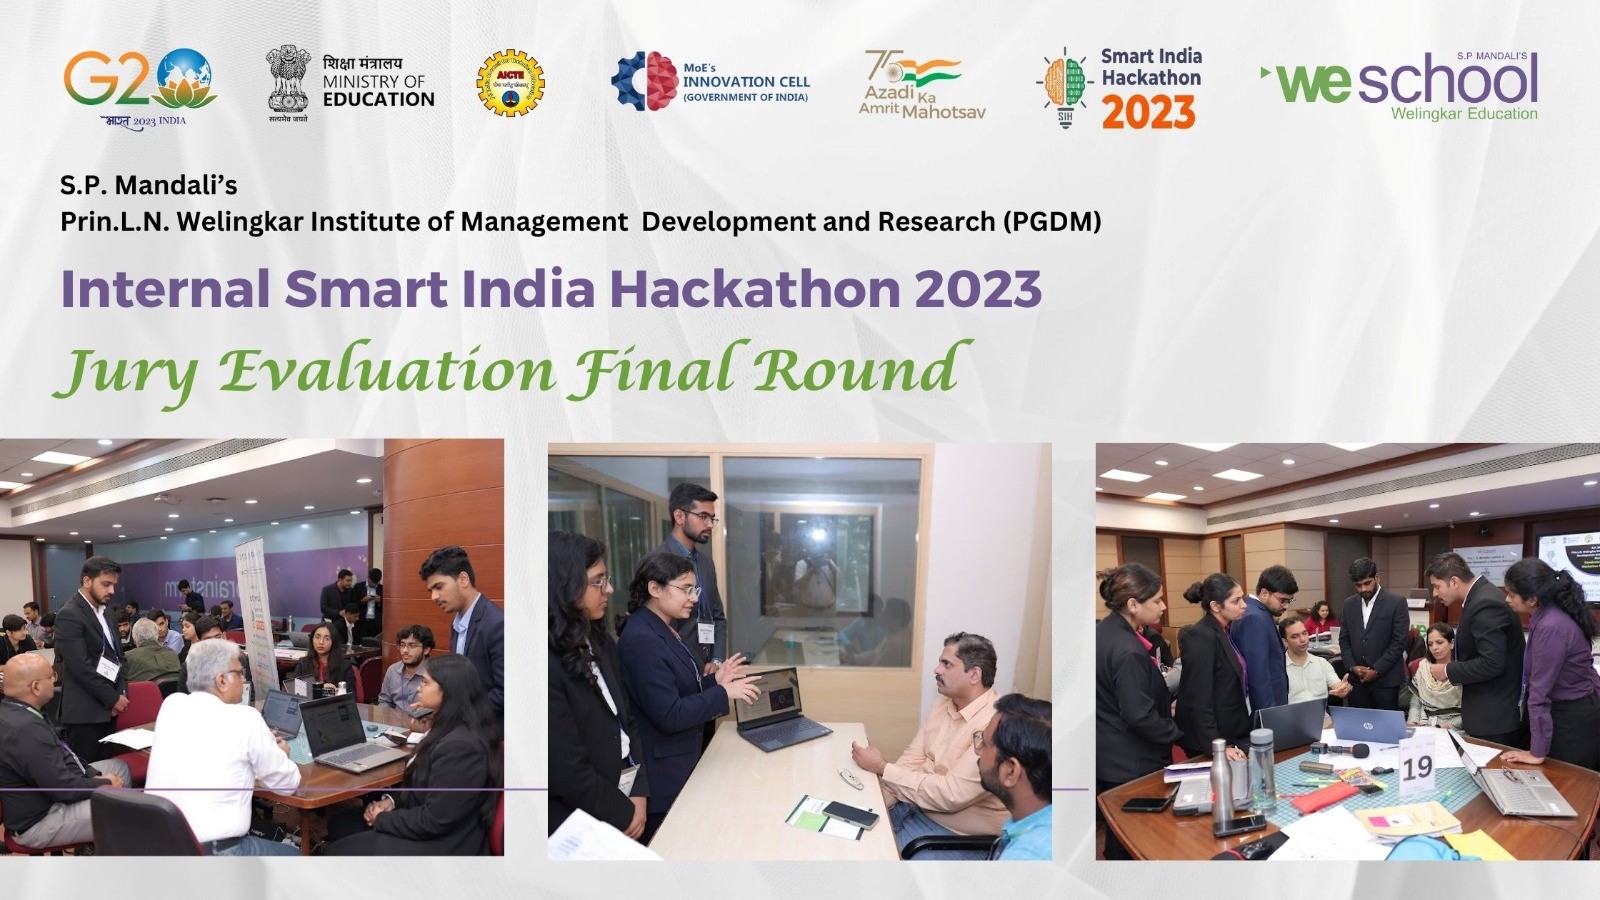 G20
भारत 2023 INDIA
सत्यमेव जयते
शिक्षा मंत्रालय
MINISTRY OF
EDUCATION
AICTE
MoE's
INNOVATION CELL
(GOVERNMENT OF INDIA)
75
Azadi Ka
Amrit Mahotsav
SIH
Smart India
Hackathon
2023
S.P. MANDALI'S
we school
Welingkar Education
S.P. Mandali’s
Prin.L.N. Welingkar Institute of Management Development and Research (PGDM)
Internal Smart India Hackathon 2023
Jury Evaluation Final Round
19